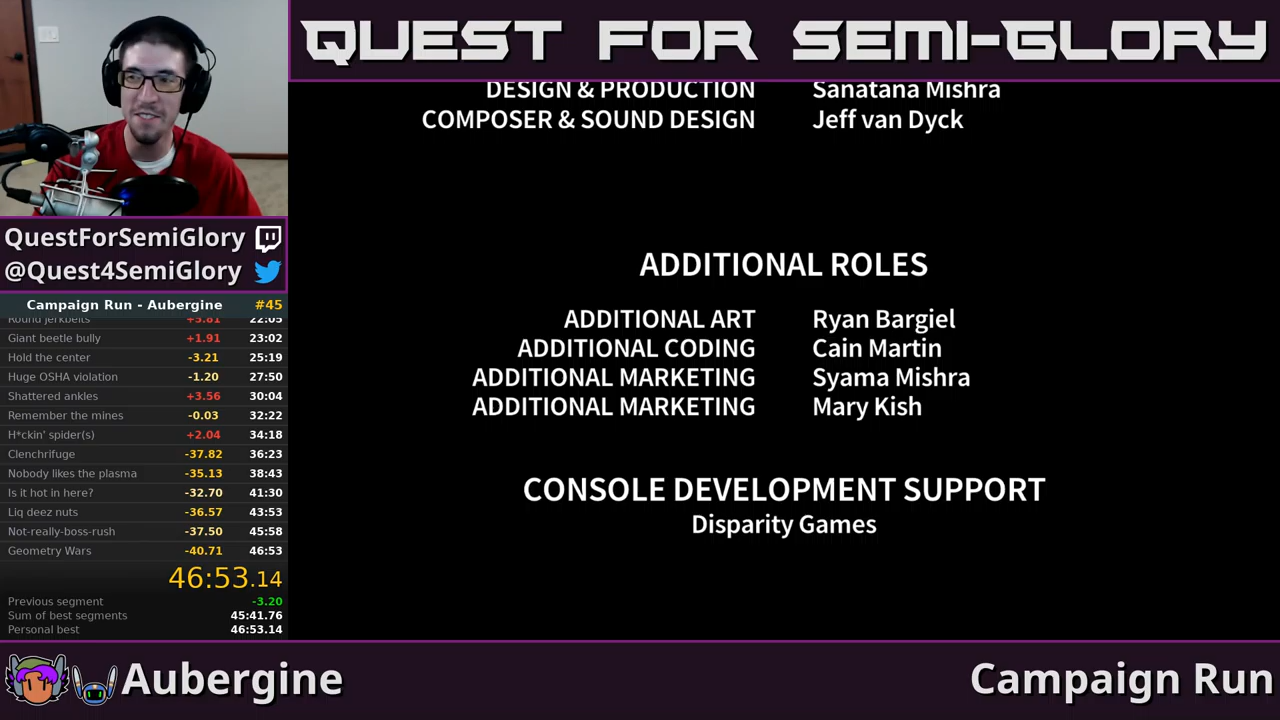 QUEST FOR SEMI-GLORY
DESIGN & PRODUCTION Sanatana Mishra
COMPOSER & SOUND DESIGN Jeff van Dyck
ADDITIONAL ROLES
ADDITIONAL ART Ryan Bargiel
ADDITIONAL CODING Cain Martin
ADDITIONAL MARKETING Syama Mishra
ADDITIONAL MARKETING Mary Kish
CONSOLE DEVELOPMENT SUPPORT
Disparity Games
QuestForSemiGlory
@Quest4SemiGlory
Campaign Run - Aubergine #45
Round jerkbelts +5.81 22:05
Giant beetle bully +1.91 23:02
Hold the center -3.21 25:19
Huge OSHA violation -1.20 27:50
Shattered ankles +3.56 30:04
Remember the mines -0.03 32:22
H*ckin' spider(s) +2.04 34:18
Clenchrifuge -37.82 36:23
Nobody likes the plasma -35.13 38:43
Is it hot in here? -32.70 41:30
Liq deez nuts -36.57 43:53
Not-really-boss-rush -37.50 45:58
Geometry Wars -40.71 46:53
46:53.14
Previous segment -3.20
Sum of best segments 45:41.76
Personal best 46:53.14
Aubergine
Campaign Run